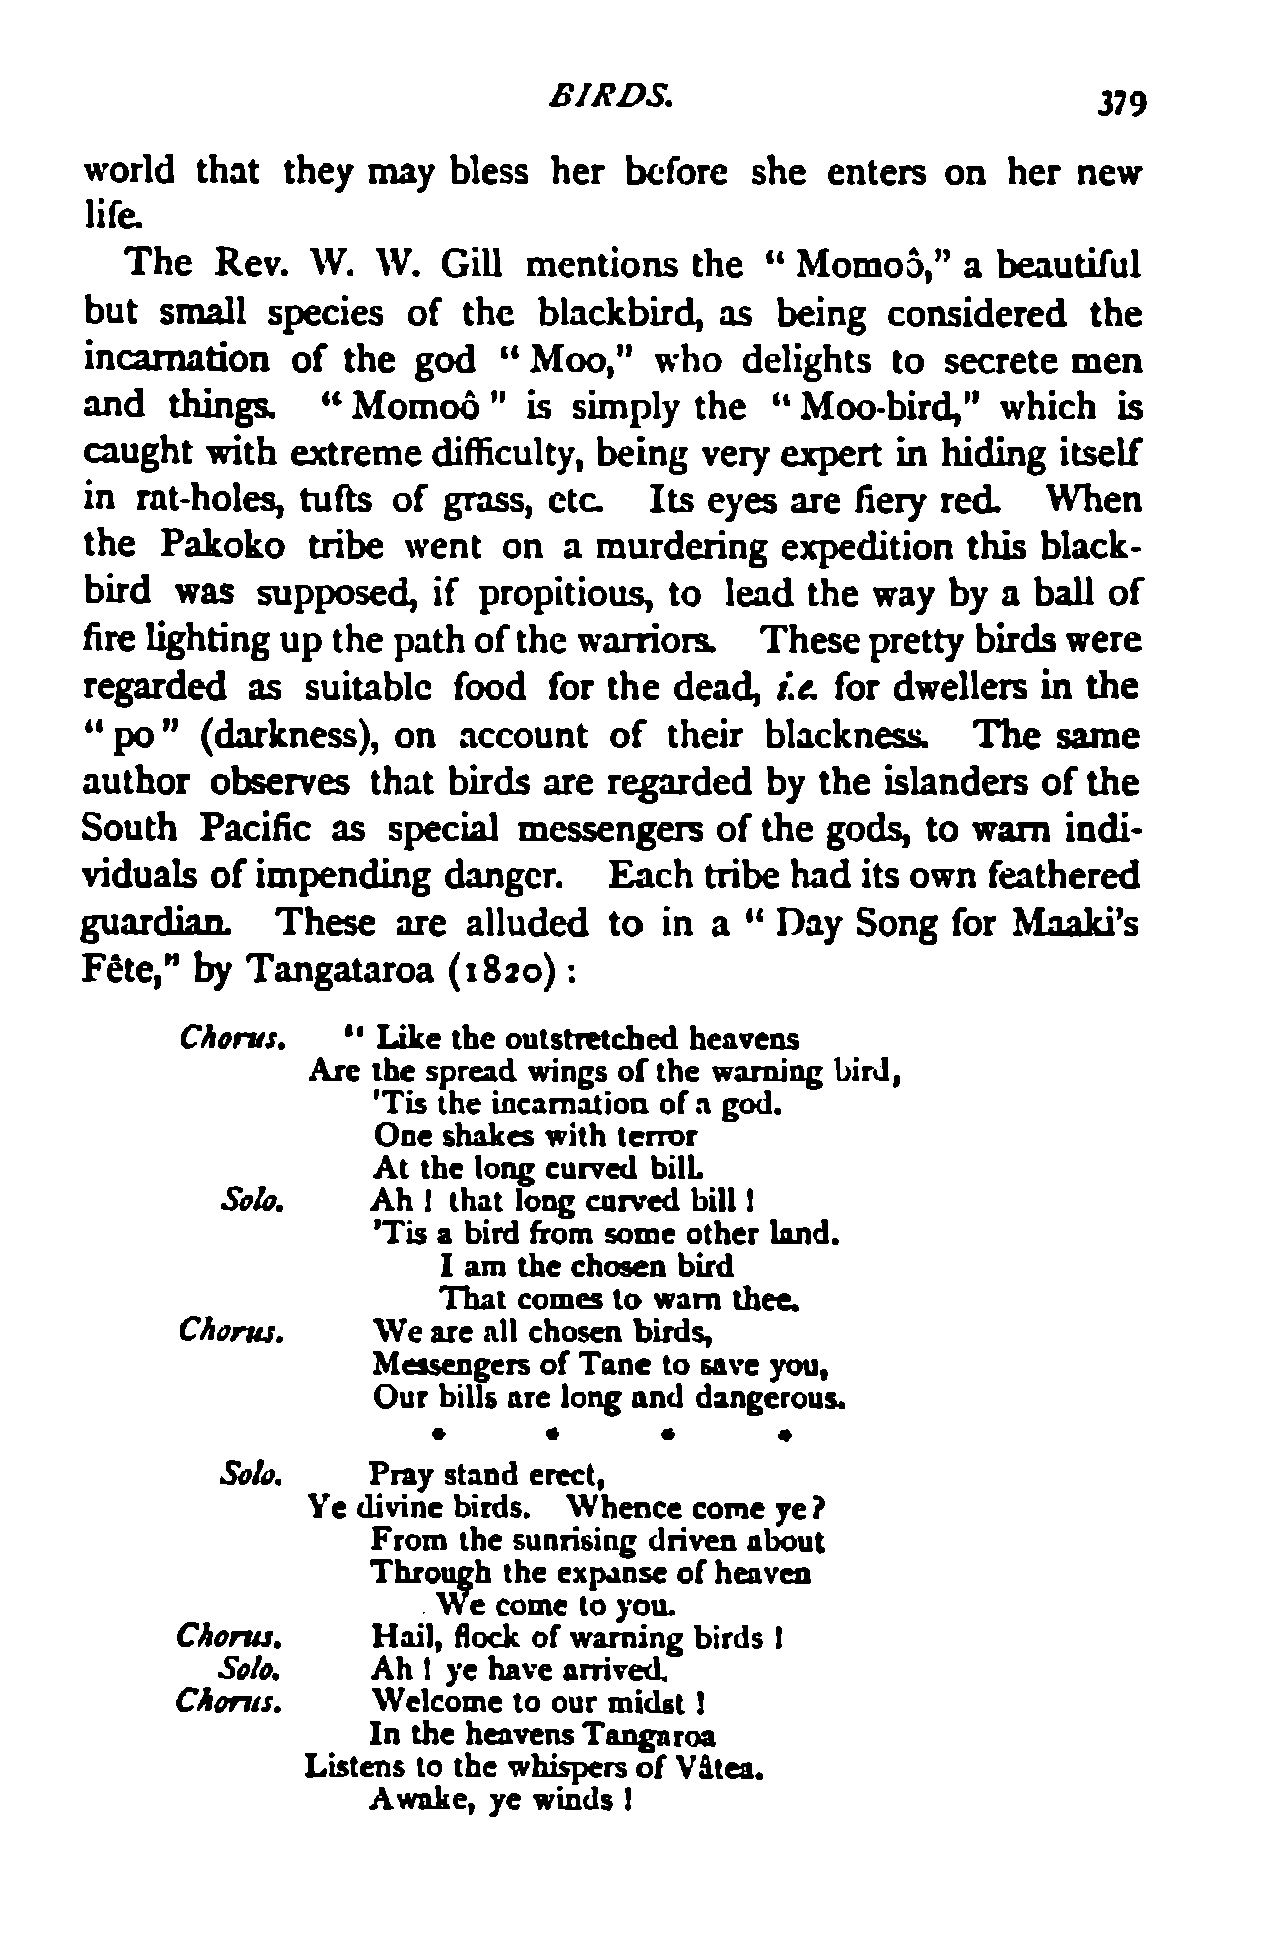 BIRDS. 379
world that they may bless her before she enters on her new
life.
The Rev. W. W. Gill mentions the “ Momoô,” a beautiful
but small species of the blackbird, as being considered the
incarnation of the god “ Moo,” who delights to secrete men
and things. “ Momoô ” is simply the “ Moo-bird,” which is
caught with extreme difficulty, being very expert in hiding itself
in rat-holes, tufts of grass, etc. Its eyes are fiery red. When
the Pakoko tribe went on a murdering expedition this black-
bird was supposed, if propitious, to lead the way by a ball of
fire lighting up the path of the warriors. These pretty birds were
regarded as suitable food for the dead, i.e. for dwellers in the
“ po ” (darkness), on account of their blackness. The same
author observes that birds are regarded by the islanders of the
South Pacific as special messengers of the gods, to warn indi-
viduals of impending danger. Each tribe had its own feathered
guardian. These are alluded to in a “ Day Song for Maaki's
Fête,” by Tangataroa (1820) :
Chorus. “ Like the outstretched heavens
Are the spread wings of the warning bird,
'Tis the incarnation of a god.
One shakes with terror
At the long curved bill.
Solo. Ah ! that long curved bill !
'Tis a bird from some other land.
I am the chosen bird
That comes to warn thee.
Chorus. We are all chosen birds,
Messengers of Tane to save you,
Our bills are long and dangerous.
* * * *
Solo. Pray stand erect,
Ye divine birds. Whence come ye?
From the sunrising driven about
Through the expanse of heaven
We come to you.
Chorus. Hail, flock of warning birds !
Solo. Ah ! ye have arrived.
Chorus. Welcome to our midst !
In the heavens Tangaroa
Listens to the whispers of Vâtea.
Awake, ye winds !